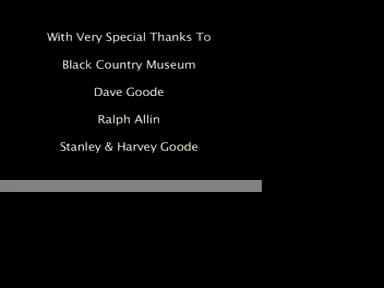 With Very Special Thanks To
Black Country Museum
Dave Goode
Ralph Allin
Stanley & Harvey Goode